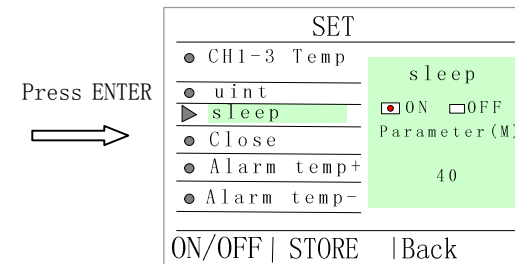 Press ENTER
SET
CH1-3 Temp
uint
sleep
Close
Alarm temp+
Alarm temp-
sleep
ON OFF
Parameter(M)
40
ON/OFF| STORE |Back